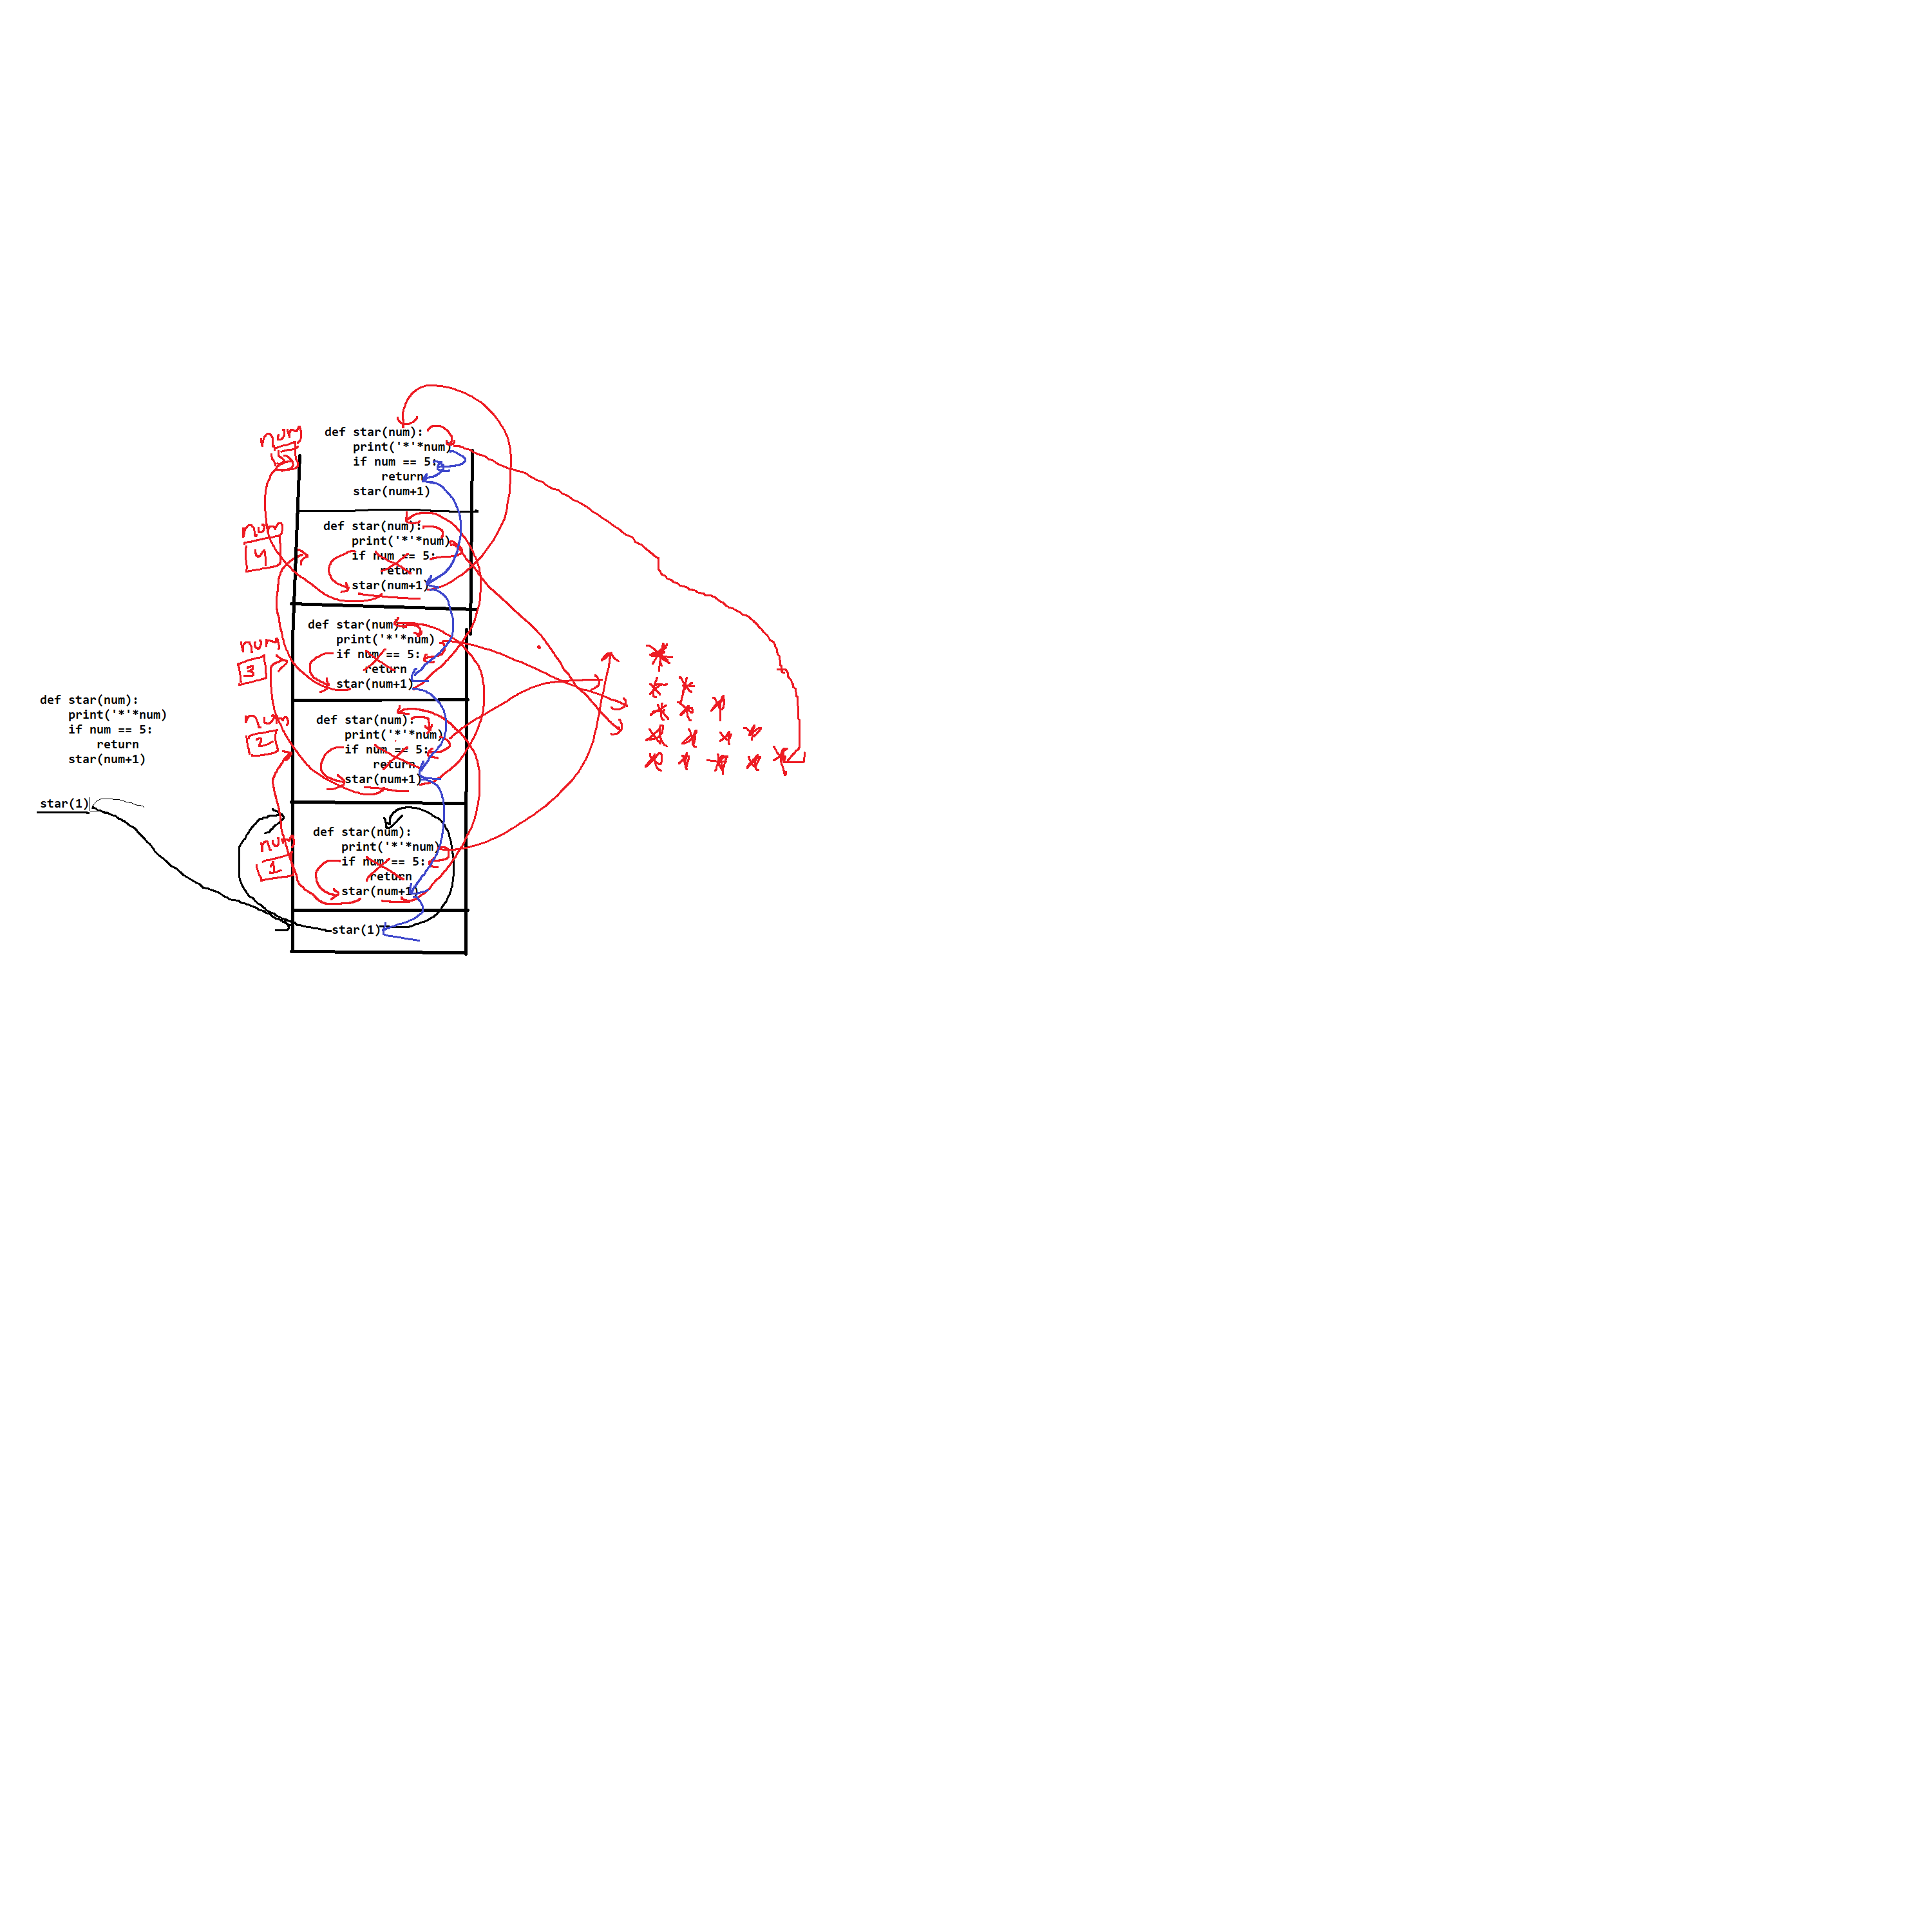 def star(num):
    print('*'*num)
    if num == 5:
        return
    star(num+1)
star(1)
num
5
def star(num):
    print('*'*num)
    if num == 5:
        return
    star(num+1)
num
4
def star(num):
    print('*'*num)
    if num == 5:
        return
    star(num+1)
num
3
def star(num):
    print('*'*num)
    if num == 5:
        return
    star(num+1)
num
2
def star(num):
    print('*'*num)
    if num == 5:
        return
    star(num+1)
num
1
def star(num):
    print('*'*num)
    if num == 5:
        return
    star(num+1)
star(1)
*
* *
* * *
* * * *
* * * * *